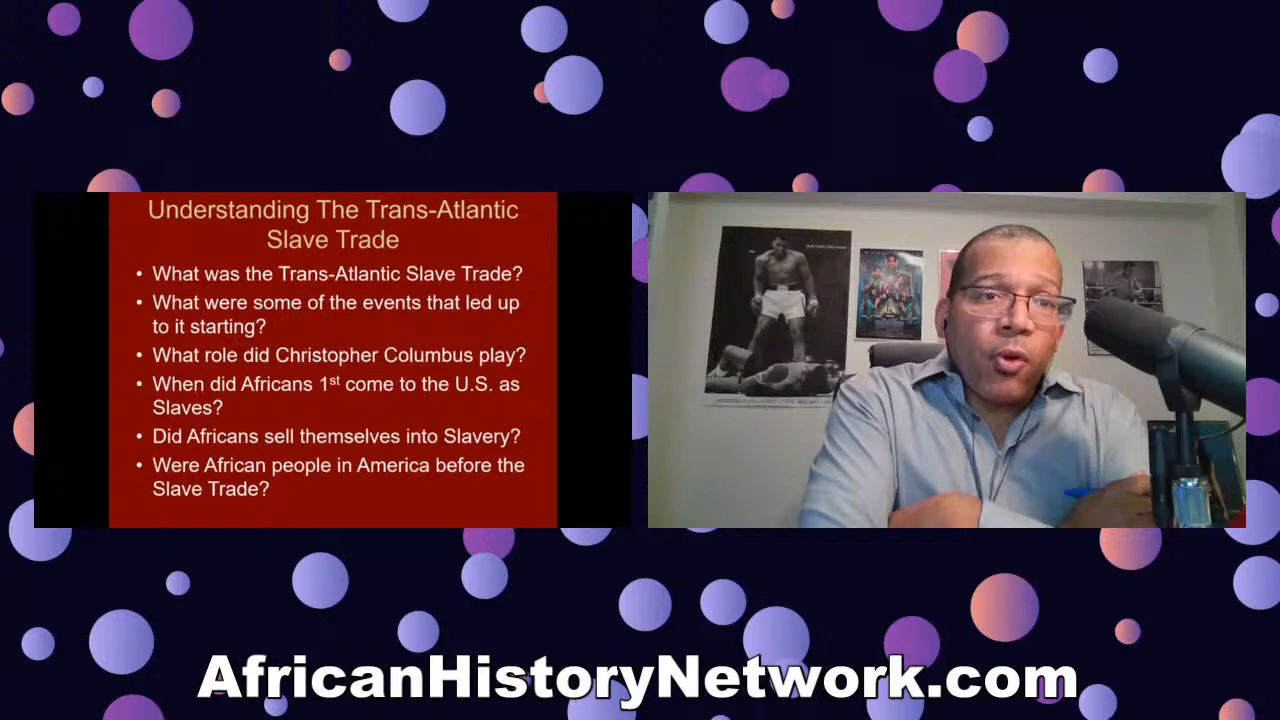 Understanding The Trans-Atlantic
Slave Trade
• What was the Trans-Atlantic Slave Trade?
• What were some of the events that led up
to it starting?
• What role did Christopher Columbus play?
• When did Africans 1st come to the U.S. as
Slaves?
• Did Africans sell themselves into Slavery?
• Were African people in America before the
Slave Trade?
AfricanHistoryNetwork.com